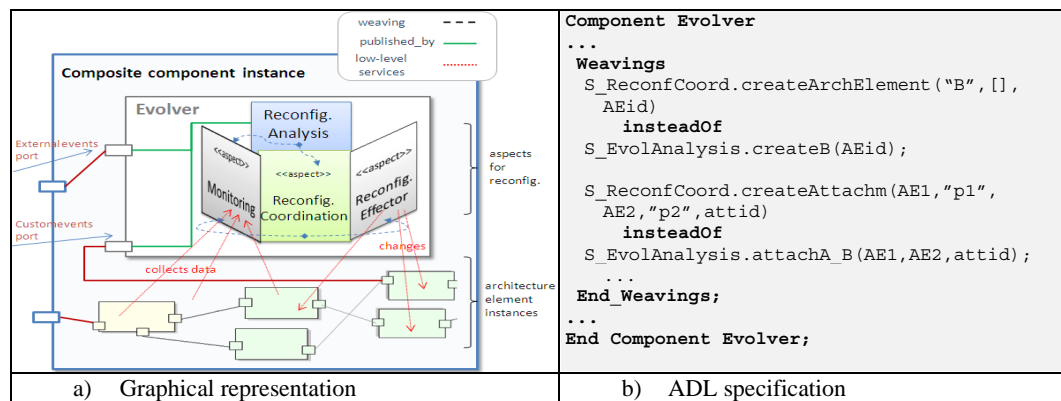 weaving
published_by
low-level
services
Composite component instance
Evolver
Reconfig.
Analysis
External events
port
<<aspect>>
Monitoring
<<aspect>>
Reconfig.
Coordination
<<aspect>>
Reconfig.
Effector
aspects
for
reconfig.
Custom events
port
collects data
changes
architecture
element
instances
a) Graphical representation
Component Evolver
...
Weavings
S_ReconfCoord.createArchElement(“B”,[],
AEid)
insteadOf
S_EvolAnalysis.createB(AEid);
S_ReconfCoord.createAttachm(AE1,"p1",
AE2,"p2",attid)
insteadOf
S_EvolAnalysis.attachA_B(AE1,AE2,attid);
...
End_Weavings;
...
End Component Evolver;
b) ADL specification